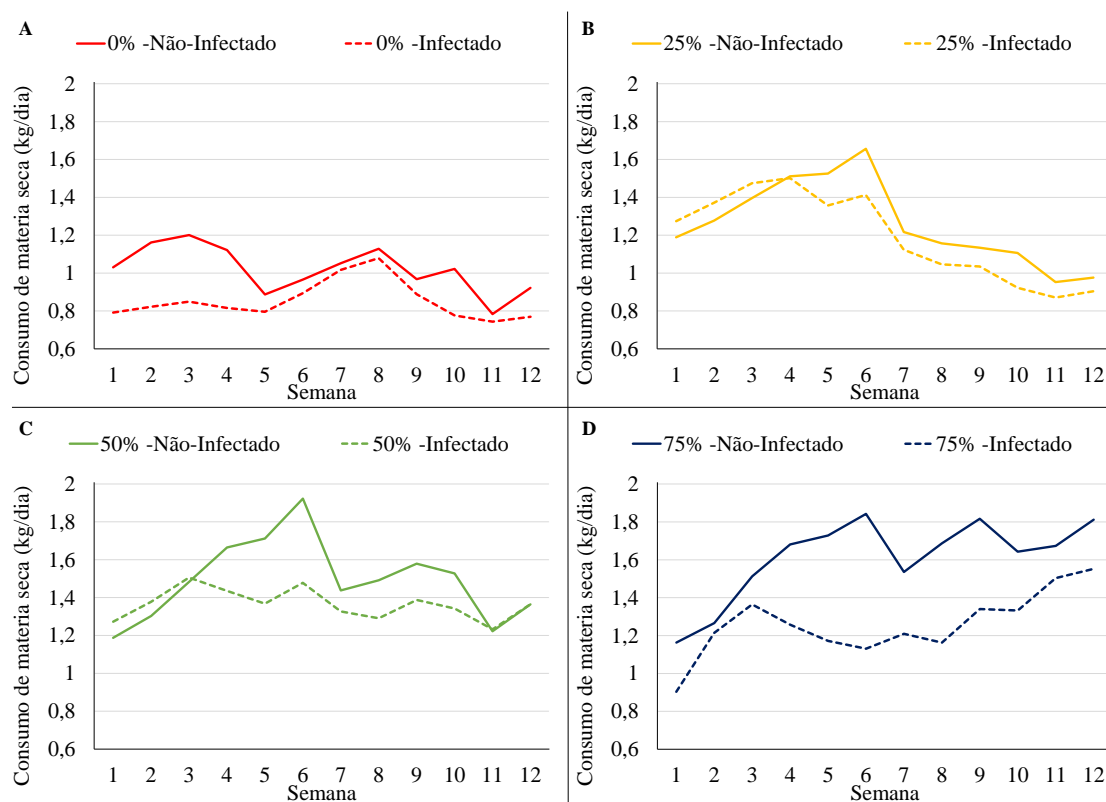 A
0% -Não-Infectado 0% -Infectado
Consumo de materia seca (kg/dia)
2
1,8
1,6
1,4
1,2
1
0,8
0,6
1 2 3 4 5 6 7 8 9 10 11 12
Semana
B
25% -Não-Infectado 25% -Infectado
Consumo de materia seca (kg/dia)
2
1,8
1,6
1,4
1,2
1
0,8
0,6
1 2 3 4 5 6 7 8 9 10 11 12
Semana
C
50% -Não-Infectado 50% -Infectado
Consumo de materia seca (kg/dia)
2
1,8
1,6
1,4
1,2
1
0,8
0,6
1 2 3 4 5 6 7 8 9 10 11 12
Semana
D
75% -Não-Infectado 75% -Infectado
Consumo de materia seca (kg/dia)
2
1,8
1,6
1,4
1,2
1
0,8
0,6
1 2 3 4 5 6 7 8 9 10 11 12
Semana